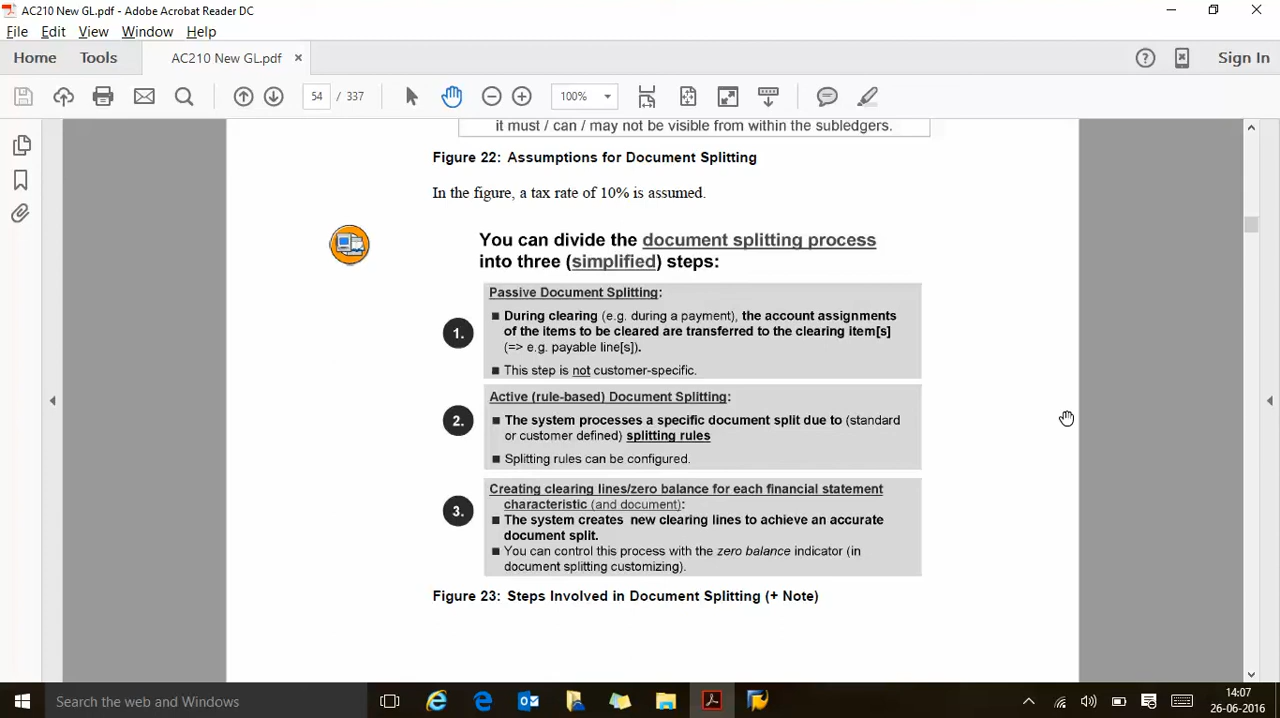 AC210 New GL.pdf - Adobe Acrobat Reader DC
File Edit View Window Help
Home Tools AC210 New GL.pdf × Sign In
54 / 337 100%
it must / can / may not be visible from within the subledgers.
Figure 22: Assumptions for Document Splitting
In the figure, a tax rate of 10% is assumed.
You can divide the document splitting process
into three (simplified) steps:
Passive Document Splitting:
1.
■ During clearing (e.g. during a payment), the account assignments
of the items to be cleared are transferred to the clearing item[s]
(=> e.g. payable line[s]).
■ This step is not customer-specific.
Active (rule-based) Document Splitting:
2.
■ The system processes a specific document split due to (standard
or customer defined) splitting rules
■ Splitting rules can be configured.
Creating clearing lines/zero balance for each financial statement
characteristic (and document):
3.
■ The system creates new clearing lines to achieve an accurate
document split.
■ You can control this process with the zero balance indicator (in
document splitting customizing).
Figure 23: Steps Involved in Document Splitting (+ Note)
Search the web and Windows
14:07
26-06-2016